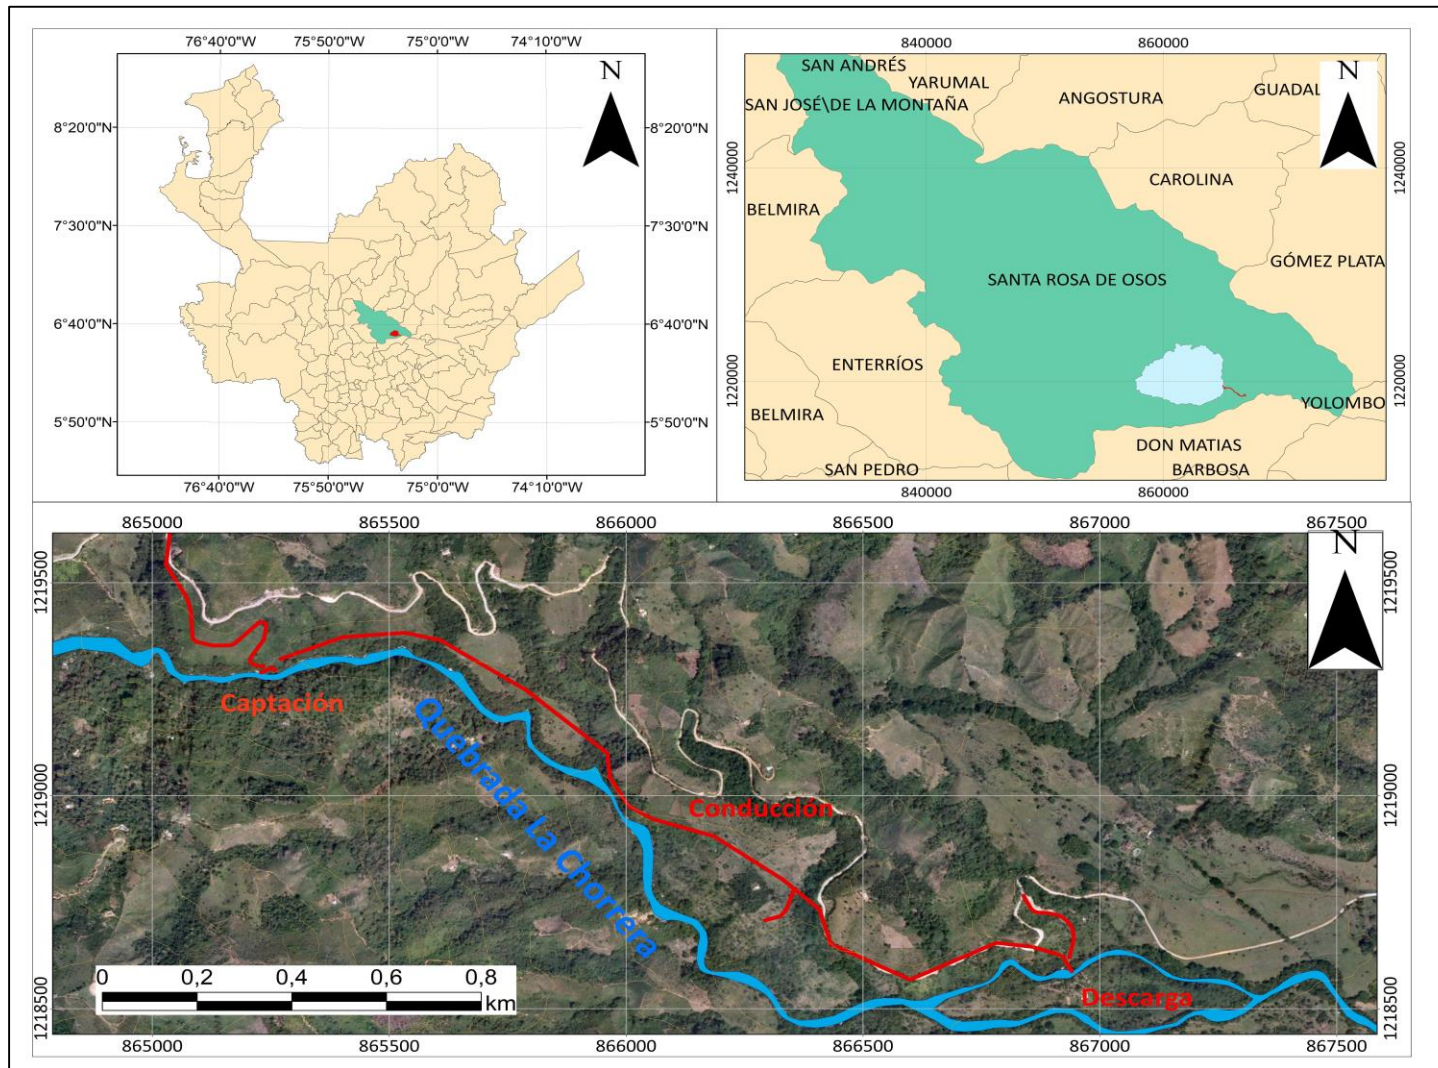 76°40'0"W 75°50'0"W 75°0'0"W 74°10'0"W
N
8°20'0"N 8°20'0"N
7°30'0"N 7°30'0"N
6°40'0"N 6°40'0"N
5°50'0"N 5°50'0"N
76°40'0"W 75°50'0"W 75°0'0"W 74°10'0"W
840000 860000
N
SAN ANDRÉS
YARUMAL
ANGOSTURA
GUADAL
SAN JOSÉ\DE LA MONTAÑA
1240000 1240000
CAROLINA
BELMIRA
GÓMEZ PLATA
SANTA ROSA DE OSOS
ENTERRÍOS
1220000 1220000
YOLOMBO
BELMIRA
DON MATIAS
SAN PEDRO
BARBOSA
840000 860000
865000 865500 866000 866500 867000 867500
N
1219500 1219500
Captación
Quebrada La Chorrera
1219000 1219000
Conducción
0 0,2 0,4 0,6 0,8
km
Descarga
1218500 1218500
865000 865500 866000 866500 867000 867500